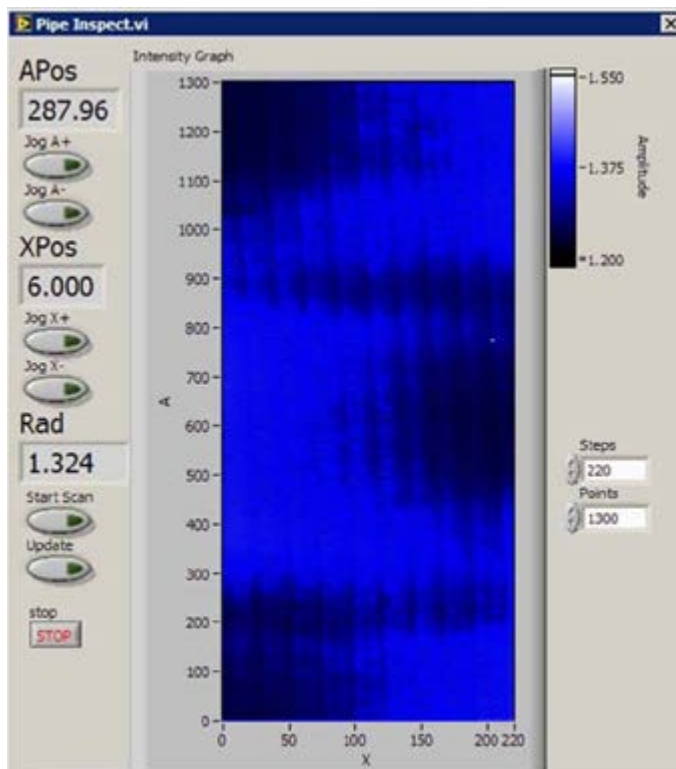 Pipe Inspect.vi
APos
287.96
Jog A+
Jog A-
XPos
6.000
Jog X+
Jog X-
Rad
1.324
Start Scan
Update
stop
STOP
Intensity Graph
1300
1200
1100
1000
900
800
700
600
500
400
300
200
100
0
A
0 50 100 150 200 220
X
1.550
1.375
1.200
Amplitude
Steps
220
Points
1300